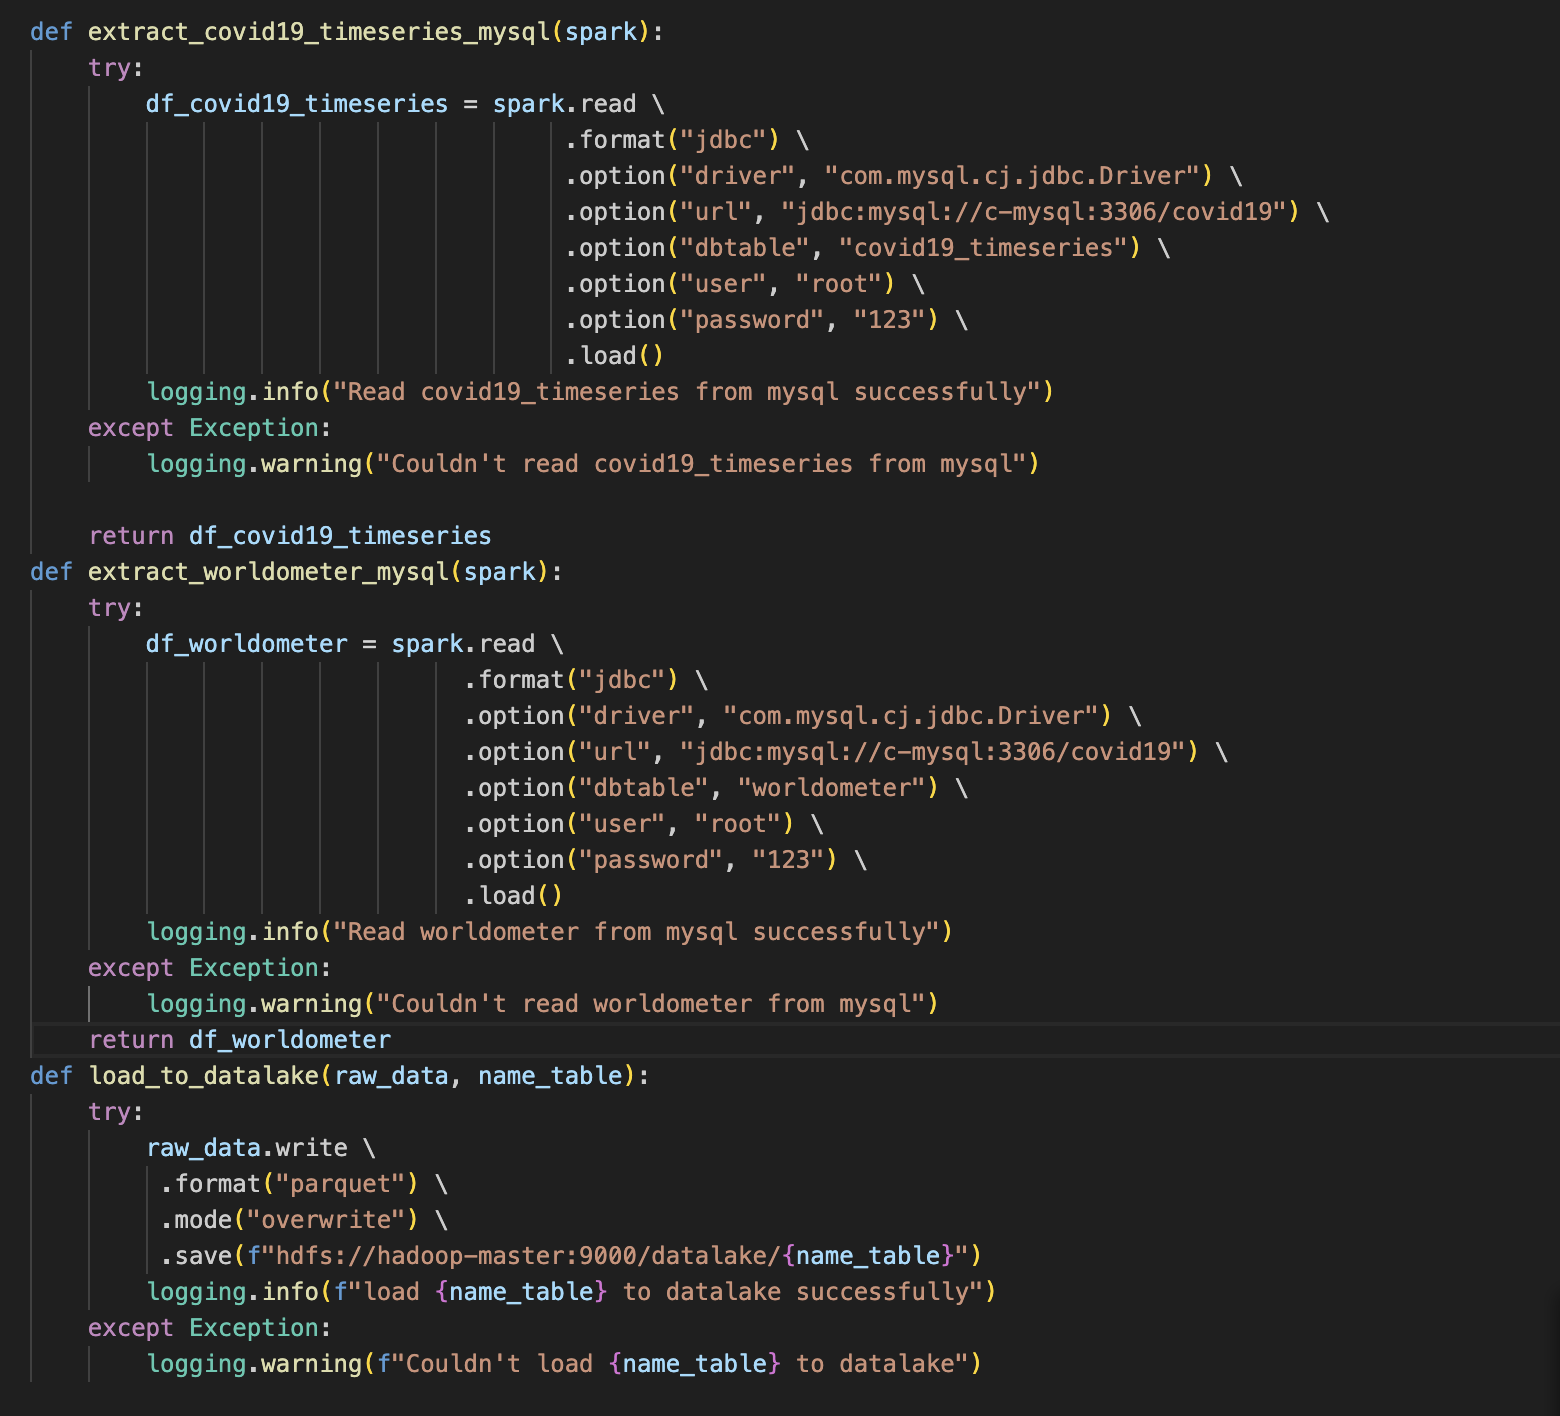 def extract_covid19_timeseries_mysql(spark):
    try:
        df_covid19_timeseries = spark.read \
                                     .format("jdbc") \
                                     .option("driver", "com.mysql.cj.jdbc.Driver") \
                                     .option("url", "jdbc:mysql://c-mysql:3306/covid19") \
                                     .option("dbtable", "covid19_timeseries") \
                                     .option("user", "root") \
                                     .option("password", "123") \
                                     .load()
        logging.info("Read covid19_timeseries from mysql successfully")
    except Exception:
        logging.warning("Couldn't read covid19_timeseries from mysql")

    return df_covid19_timeseries
def extract_worldometer_mysql(spark):
    try:
        df_worldometer = spark.read \
                              .format("jdbc") \
                              .option("driver", "com.mysql.cj.jdbc.Driver") \
                              .option("url", "jdbc:mysql://c-mysql:3306/covid19") \
                              .option("dbtable", "worldometer") \
                              .option("user", "root") \
                              .option("password", "123") \
                              .load()
        logging.info("Read worldometer from mysql successfully")
    except Exception:
        logging.warning("Couldn't read worldometer from mysql")
    return df_worldometer
def load_to_datalake(raw_data, name_table):
    try:
        raw_data.write \
         .format("parquet") \
         .mode("overwrite") \
         .save(f"hdfs://hadoop-master:9000/datalake/{name_table}")
        logging.info(f"load {name_table} to datalake successfully")
    except Exception:
        logging.warning(f"Couldn't load {name_table} to datalake")